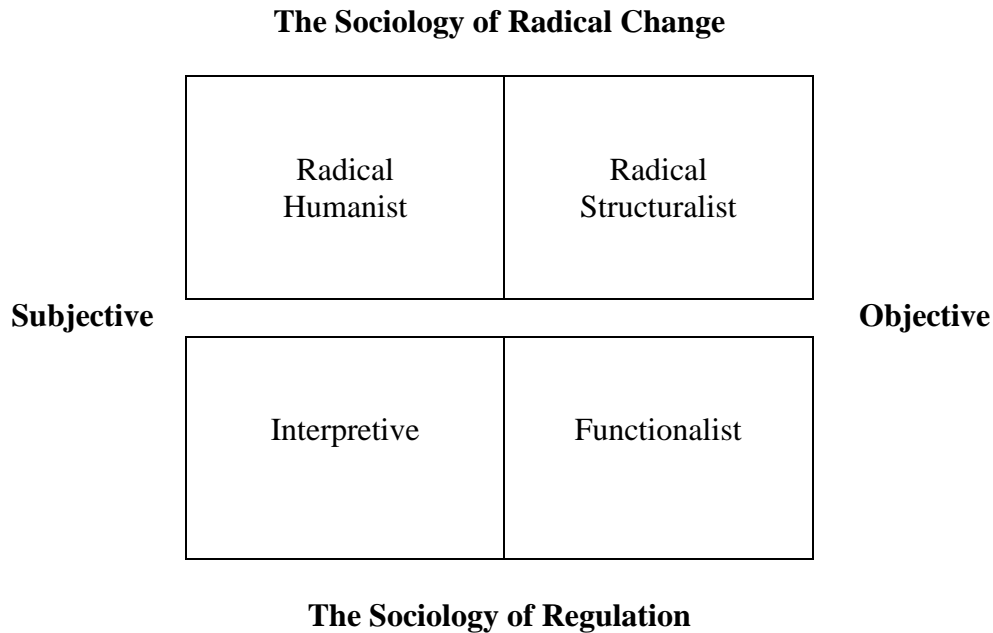 The Sociology of Radical Change
Radical
Humanist
Radical
Structuralist
Subjective
Objective
Interpretive
Functionalist
The Sociology of Regulation